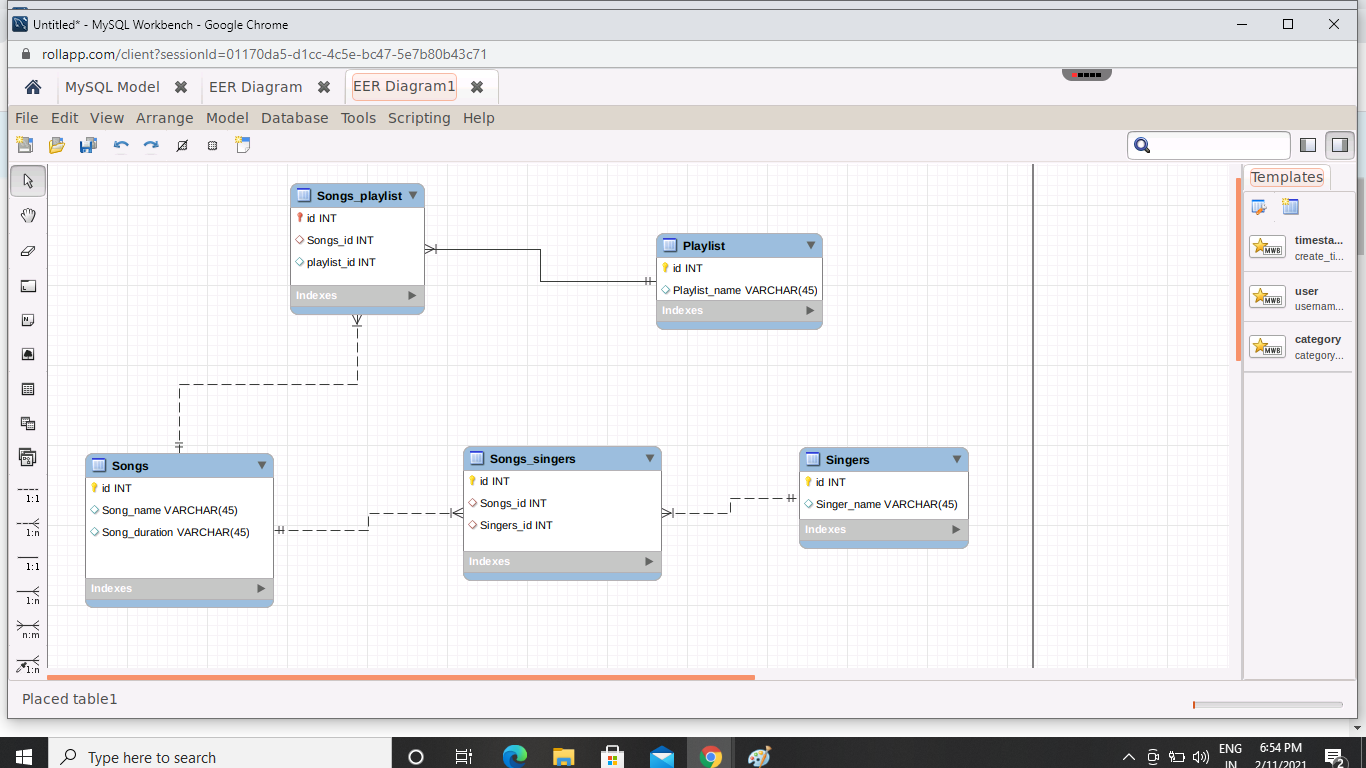 Untitled* - MySQL Workbench - Google Chrome
rollapp.com/client?sessionId=01170da5-d1cc-4c5e-bc47-5e7b80b43c71
MySQL Model
EER Diagram
EER Diagram1
File Edit View Arrange Model Database Tools Scripting Help
Templates
timesta...
create_ti...
user
usernam...
category
category...
MWB
MWB
MWB
1:1
1:n
1:1
1:n
n:m
1:n
Songs_playlist
id INT
Songs_id INT
playlist_id INT
Indexes
Playlist
id INT
Playlist_name VARCHAR(45)
Indexes
Songs
id INT
Song_name VARCHAR(45)
Song_duration VARCHAR(45)
Indexes
Songs_singers
id INT
Songs_id INT
Singers_id INT
Indexes
Singers
id INT
Singer_name VARCHAR(45)
Indexes
Placed table1
Type here to search
ENG
IN
6:54 PM
2/11/2021
2